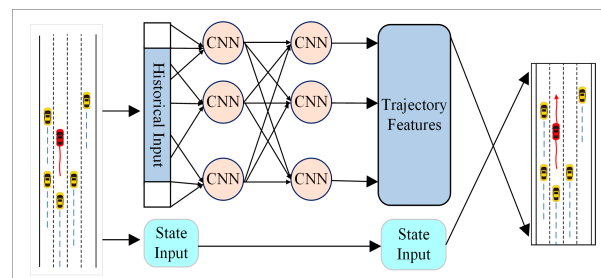 CNN
CNN
CNN
CNN
CNN
CNN
Historical Input
Trajectory
Features
State
Input
State
Input